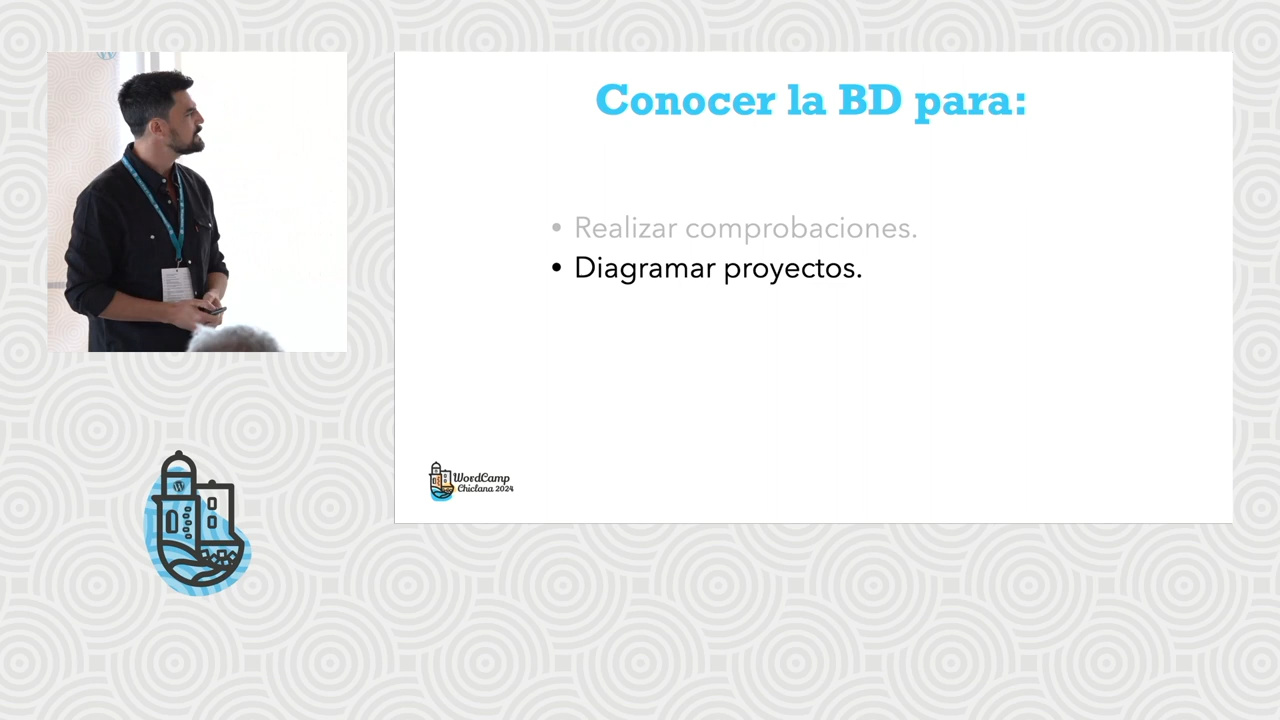 Conocer la BD para:
• Realizar comprobaciones.
• Diagramar proyectos.
WordCamp
Chiclana 2024